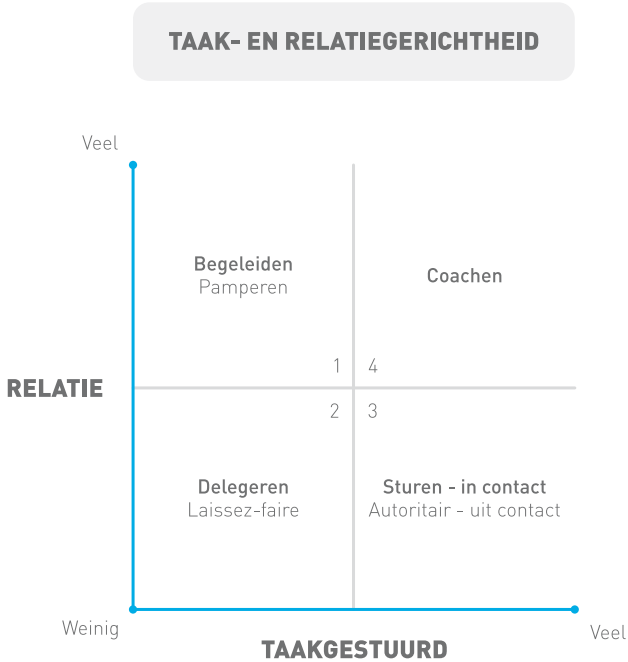 TAAK- EN RELATIEGERICHTHEID
Veel
Begeleiden
Pamperen
Coachen
1
4
RELATIE
2
3
Delegeren
Laissez-faire
Sturen - in contact
Autoritair - uit contact
Weinig
Veel
TAAKGESTUURD